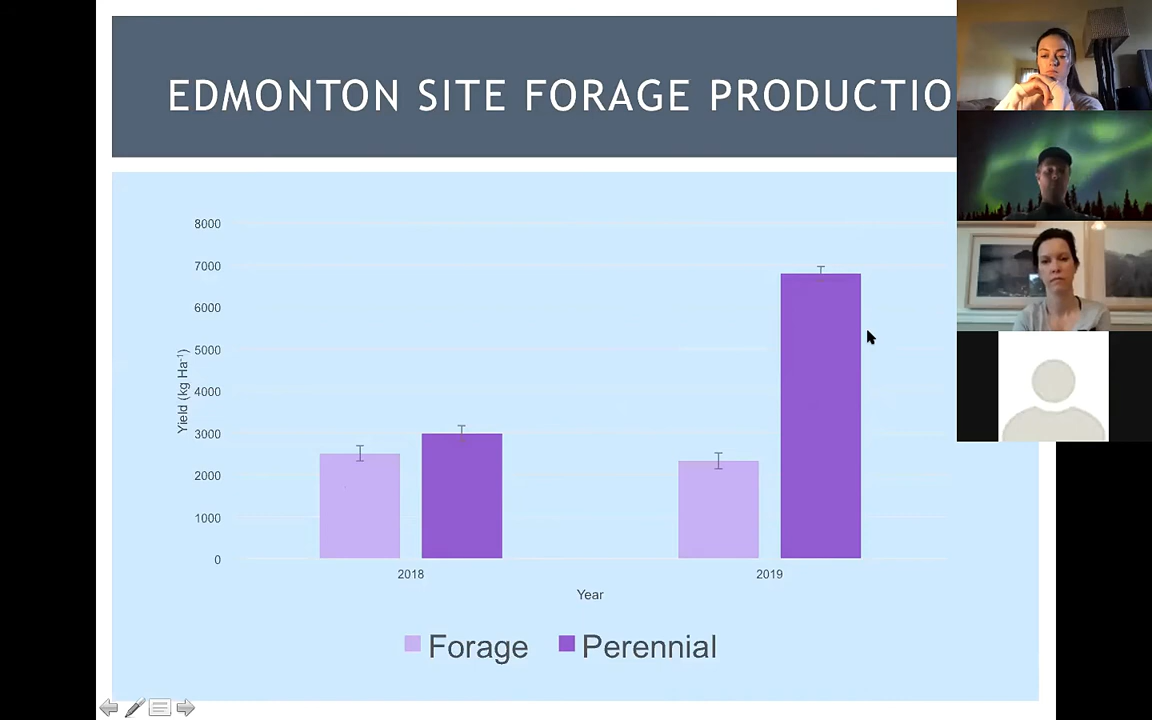 EDMONTON SITE FORAGE PRODUCTIO
8000
7000
6000
5000
4000
3000
2000
1000
0
Yield (kg Ha⁻¹)
2018
2019
Year
Forage
Perennial